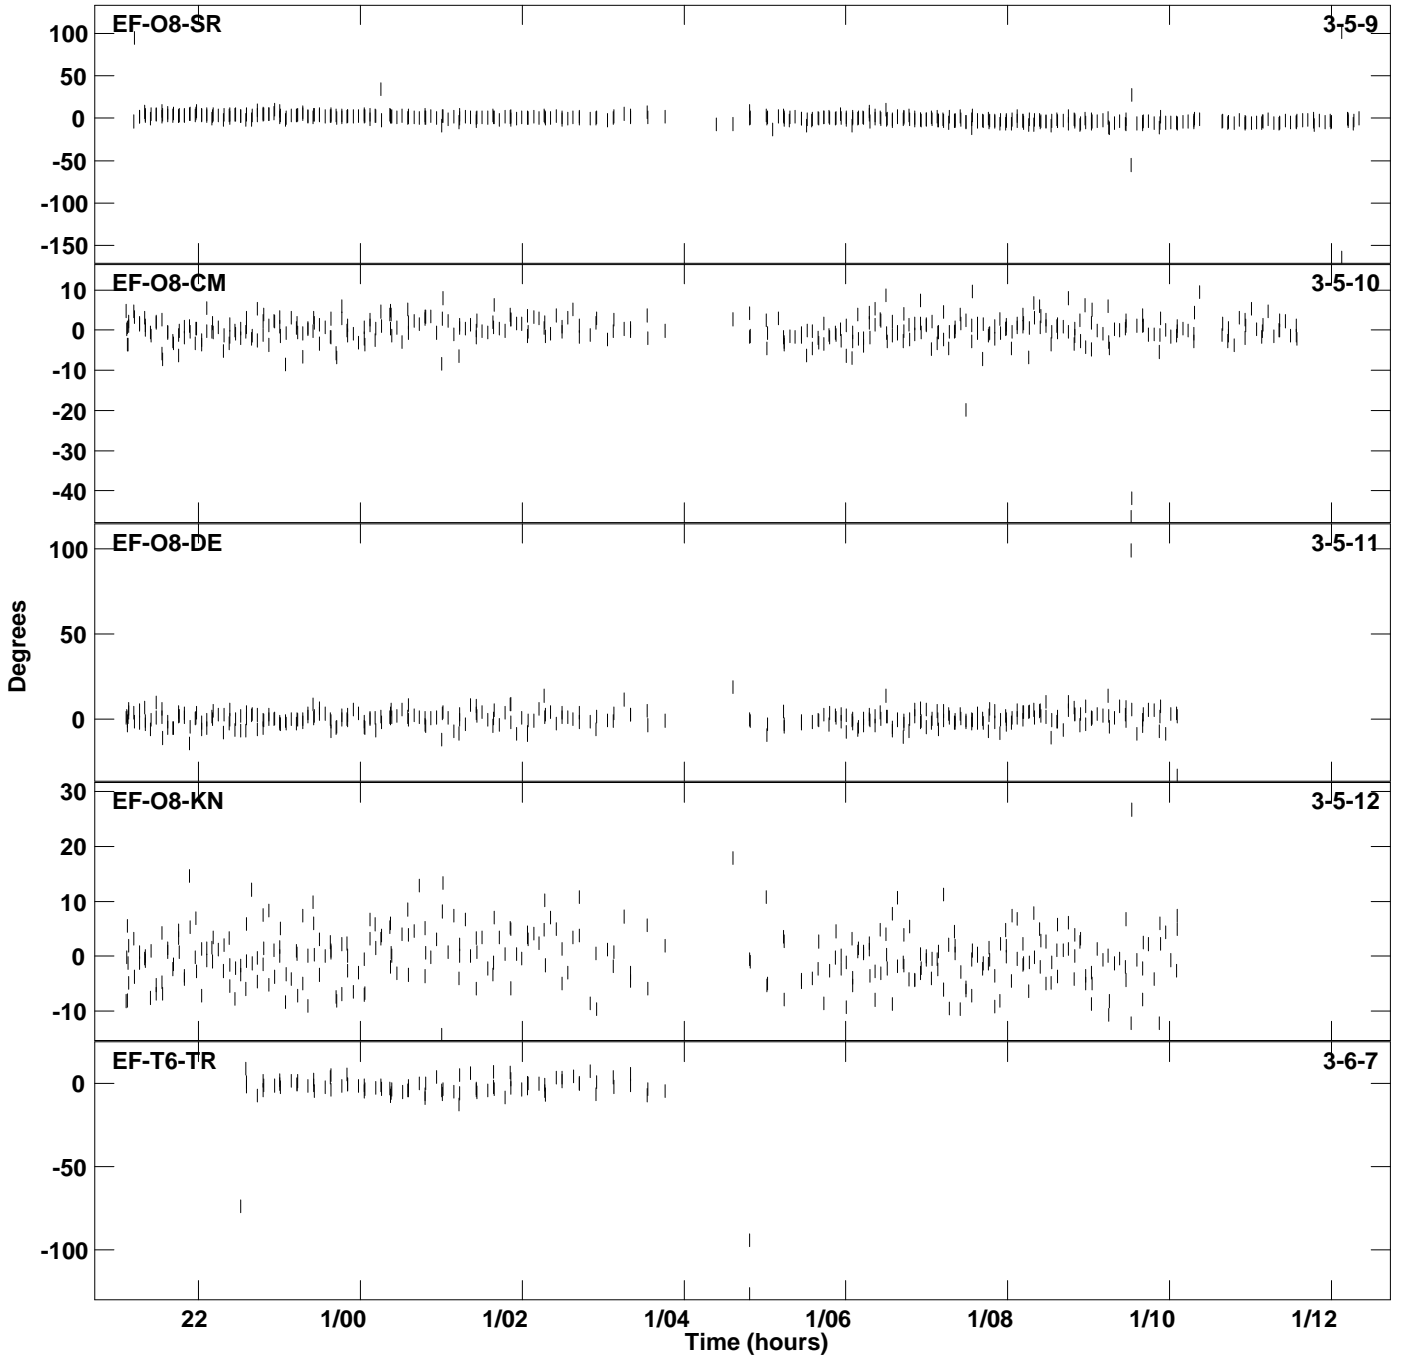 EF-O8-SR 3-5-9
100
50
0
-50
-100
-150
EF-O8-CM 3-5-10
10
0
-10
-20
-30
-40
EF-O8-DE 3-5-11
100
50
0
EF-O8-KN 3-5-12
30
20
10
0
-10
EF-T6-TR 3-6-7
0
-50
-100
Degrees
22 1/00 1/02 1/04 1/06 1/08 1/10 1/12
Time (hours)